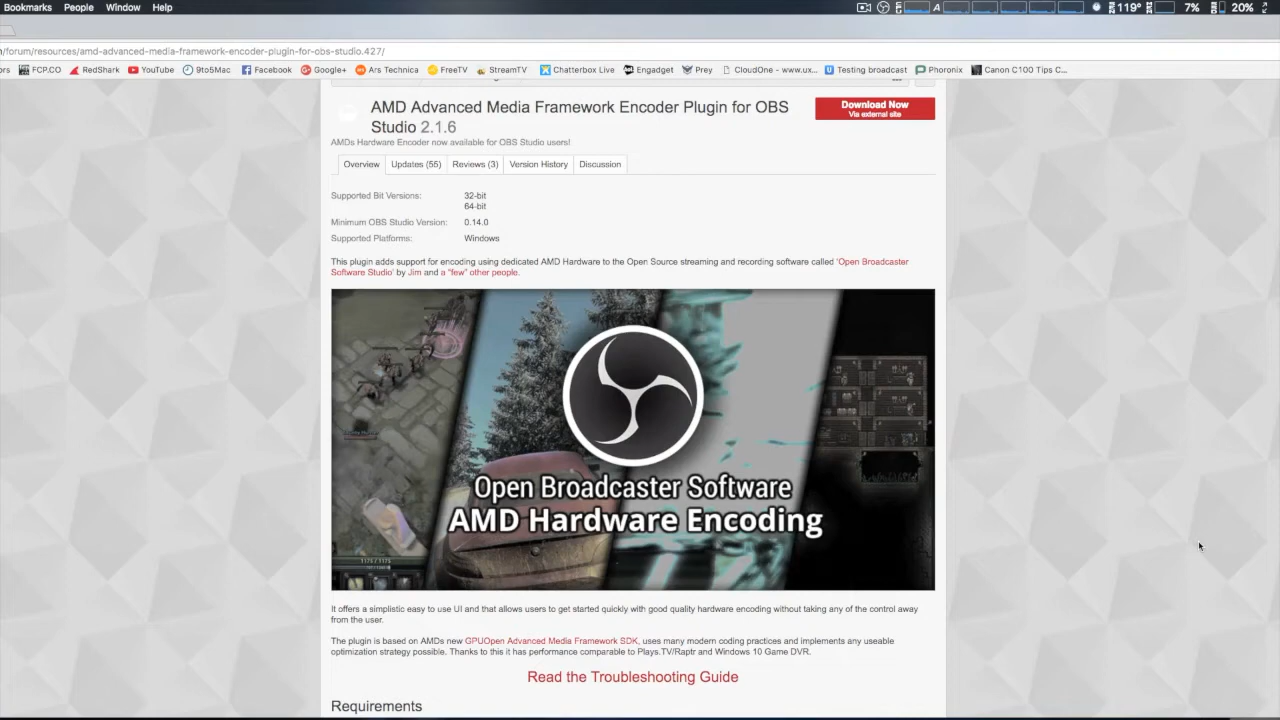 Bookmarks People Window Help 119° 7% 20%
/forum/resources/amd-advanced-media-framework-encoder-plugin-for-obs-studio.427/
FCP.CO RedShark YouTube 9to5Mac Facebook Google+ Ars Technica FreeTV StreamTV Chatterbox Live Engadget Prey CloudOne - www.ux... Testing broadcast Phoronix Canon C100 Tips C...
AMD Advanced Media Framework Encoder Plugin for OBS
Studio 2.1.6
Download Now
Via external site
AMDs Hardware Encoder now available for OBS Studio users!
Overview Updates (55) Reviews (3) Version History Discussion
Supported Bit Versions: 32-bit
64-bit
Minimum OBS Studio Version: 0.14.0
Supported Platforms: Windows
This plugin adds support for encoding using dedicated AMD Hardware to the Open Source streaming and recording software called 'Open Broadcaster
Software Studio' by Jim and a "few" other people.
Open Broadcaster Software
AMD Hardware Encoding
1175 / 1175
It offers a simplistic easy to use UI and that allows users to get started quickly with good quality hardware encoding without taking any of the control away
from the user.
The plugin is based on AMDs new GPUOpen Advanced Media Framework SDK, uses many modern coding practices and implements any useable
optimization strategy possible. Thanks to this it has performance comparable to Plays.TV/Raptr and Windows 10 Game DVR.
Read the Troubleshooting Guide
Requirements